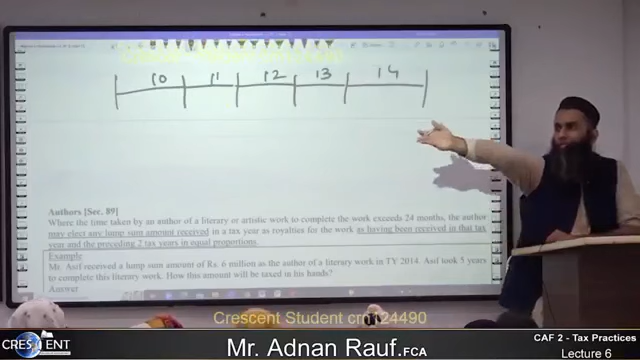 10 11 12 13 14
Authors [Sec. 89]
Where the time taken by an author of a literary or artistic work to complete the work exceeds 24 months, the author
may elect any lump sum amount received in a tax year as royalties for the work as having been received in that tax
year and the preceding 2 tax years in equal proportions.
Example
Mr. Asif received a lump sum amount of Rs. 6 million as the author of a literary work in TY 2014. Asif took 5 years
to complete this literary work. How this amount will be taxed in his hands?
Answer
Crescent Student crn 124490
CRESCENT
Mr. Adnan Rauf.FCA
CAF 2 - Tax Practices
Lecture 6